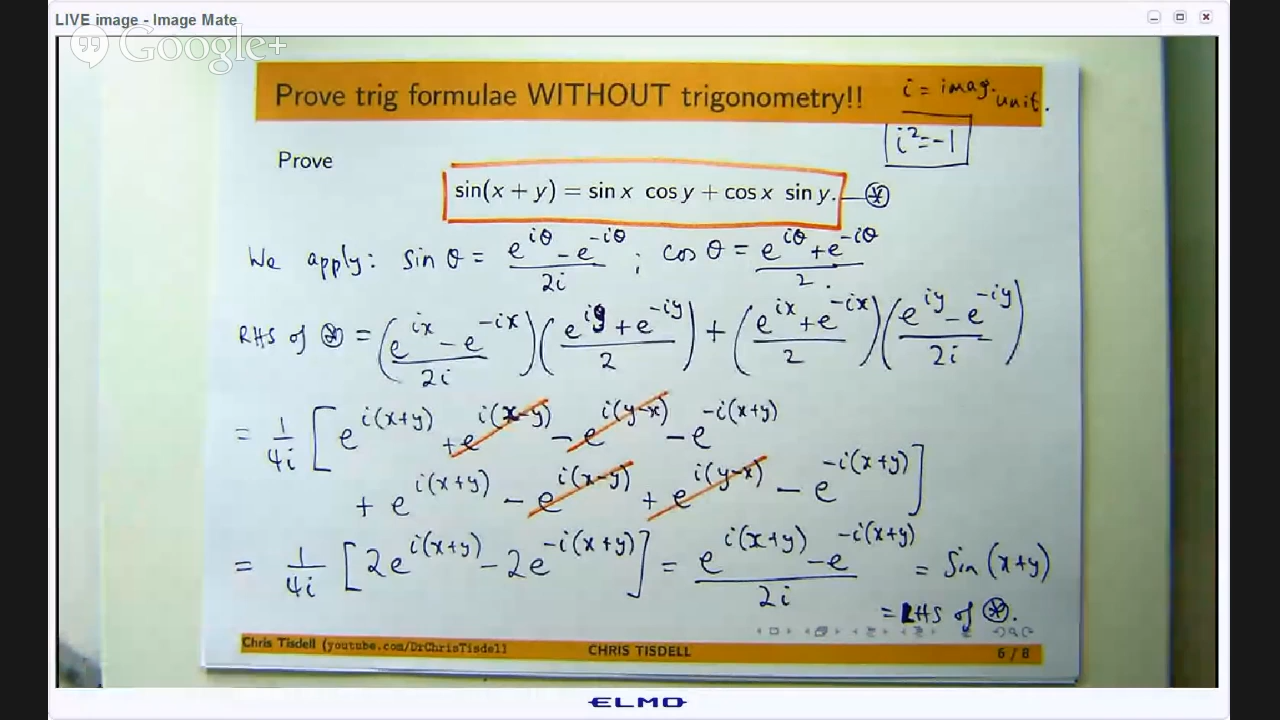 LIVE image - Image Mate
Google+
Prove trig formulae WITHOUT trigonometry!!
i = imag. unit.
i² = -1
Prove
sin(x + y) = sin x cos y + cos x sin y. — ⊛
We apply: sin θ = (e^{iθ} - e^{-iθ})/2i ; cos θ = (e^{iθ} + e^{-iθ})/2.
RHS of ⊛ = ((e^{ix} - e^{-ix})/2i) ((e^{iy} + e^{-iy})/2) + ((e^{ix} + e^{-ix})/2) ((e^{iy} - e^{-iy})/2i)
= 1/4i [ e^{i(x+y)} + e^{i(x-y)} - e^{i(y-x)} - e^{-i(x+y)}
+ e^{i(x+y)} - e^{i(x-y)} + e^{i(y-x)} - e^{-i(x+y)} ]
= 1/4i [ 2e^{i(x+y)} - 2e^{-i(x+y)} ] = (e^{i(x+y)} - e^{-i(x+y)})/2i = sin (x+y)
= LHS of ⊛.
Chris Tisdell (youtube.com/DrChrisTisdell) CHRIS TISDELL 6 / 8
ELMO